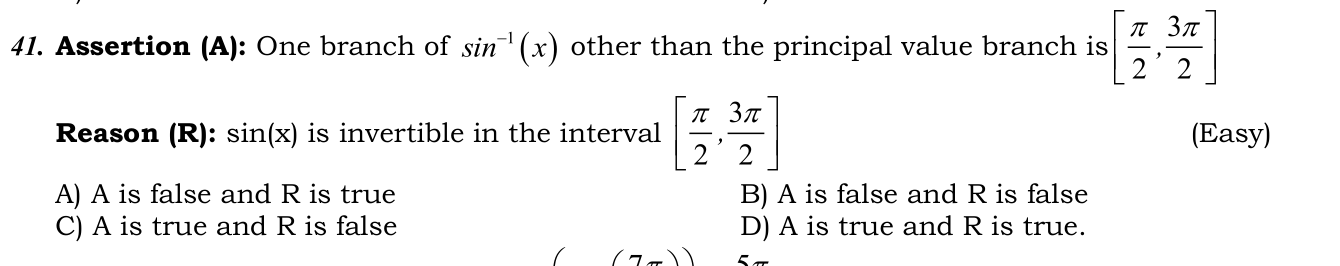 41. Assertion (A): One branch of sin⁻¹(x) other than the principal value branch is [π/2, 3π/2]
Reason (R): sin(x) is invertible in the interval [π/2, 3π/2] (Easy)
A) A is false and R is true B) A is false and R is false
C) A is true and R is false D) A is true and R is true.